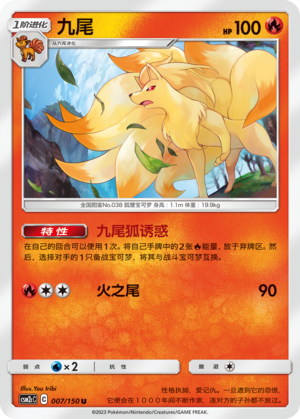 1阶进化
九尾
HP 100
从六尾进化
全国图鉴No.038 狐狸宝可梦 身高：1.1m 体重：19.9kg
特性 九尾狐诱惑
在自己的回合可以使用1次。将自己手牌中的2张🔥能量，放于弃牌区。然
后，选择对手的1只备战宝可梦，将其与战斗宝可梦互换。
火之尾 90
弱点 ×2 抗性 撤退
Illus.You Iribi
CSM2c C G 007/150 U
性格执拗，爱记仇。一旦遭到它的怨恨，
它便会在1000年间不断作祟，连对方的子孙都不放过。
©2023 Pokémon/Nintendo/Creatures/GAME FREAK.